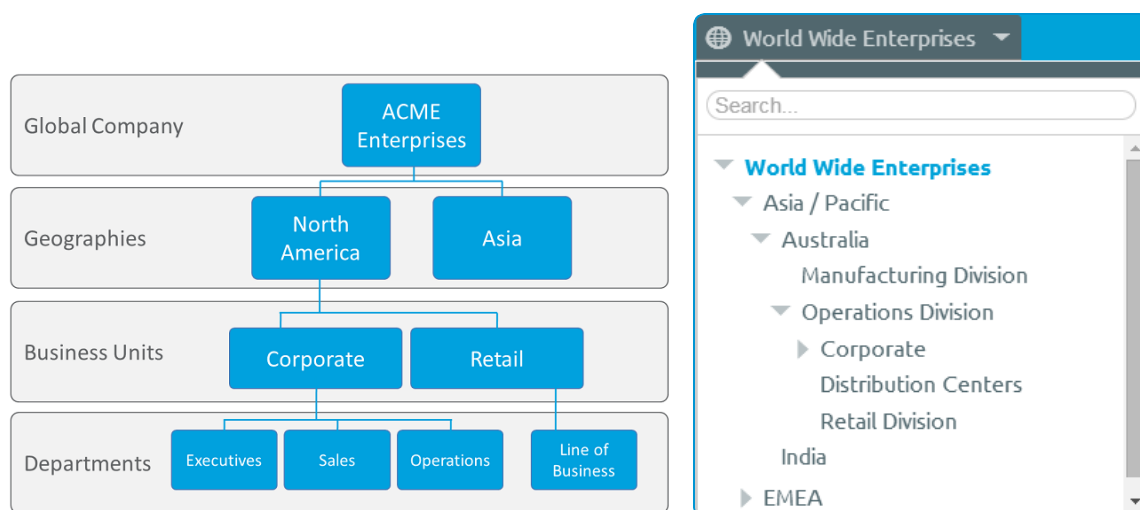 Global Company
ACME
Enterprises
Geographies
North
America
Asia
Business Units
Corporate
Retail
Departments
Executives
Sales
Operations
Line of
Business
World Wide Enterprises
Search...
World Wide Enterprises
Asia / Pacific
Australia
Manufacturing Division
Operations Division
Corporate
Distribution Centers
Retail Division
India
EMEA